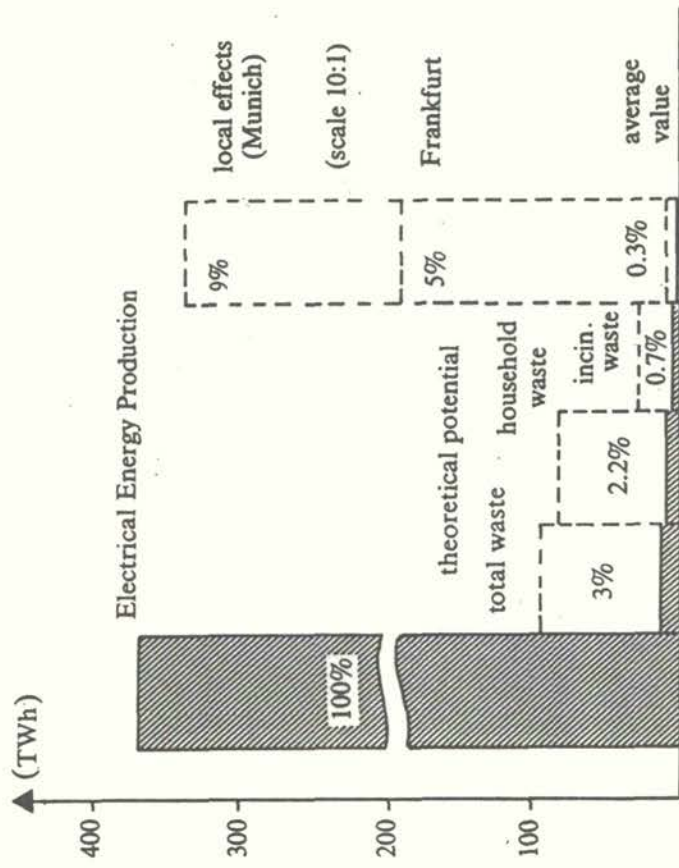 (TWh)
400
300
200
100
Electrical Energy Production
100%
theoretical potential
total waste
3%
household
waste
2.2%
incin.
waste
0.7%
local effects
(Munich)
9%
(scale 10:1)
Frankfurt
5%
average
value
0.3%